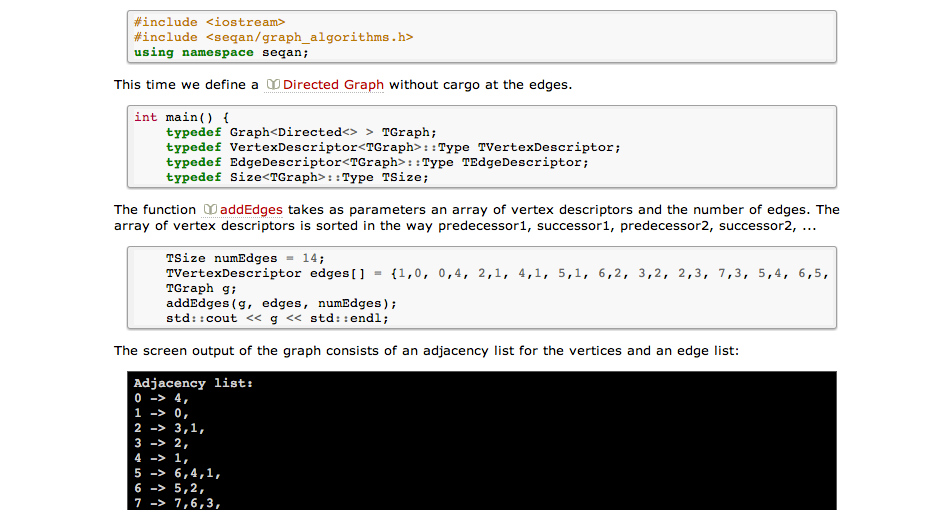 #include <iostream>
#include <seqan/graph_algorithms.h>
using namespace seqan;
This time we define a Directed Graph without cargo at the edges.
int main() {
typedef Graph<Directed<> > TGraph;
typedef VertexDescriptor<TGraph>::Type TVertexDescriptor;
typedef EdgeDescriptor<TGraph>::Type TEdgeDescriptor;
typedef Size<TGraph>::Type TSize;
The function addEdges takes as parameters an array of vertex descriptors and the number of edges. The
array of vertex descriptors is sorted in the way predecessor1, successor1, predecessor2, successor2, ...
TSize numEdges = 14;
TVertexDescriptor edges[] = {1,0, 0,4, 2,1, 4,1, 5,1, 6,2, 3,2, 2,3, 7,3, 5,4, 6,5,
TGraph g;
addEdges(g, edges, numEdges);
std::cout << g << std::endl;
The screen output of the graph consists of an adjacency list for the vertices and an edge list:
Adjacency list:
0 -> 4,
1 -> 0,
2 -> 3,1,
3 -> 2,
4 -> 1,
5 -> 6,4,1,
6 -> 5,2,
7 -> 7,6,3,